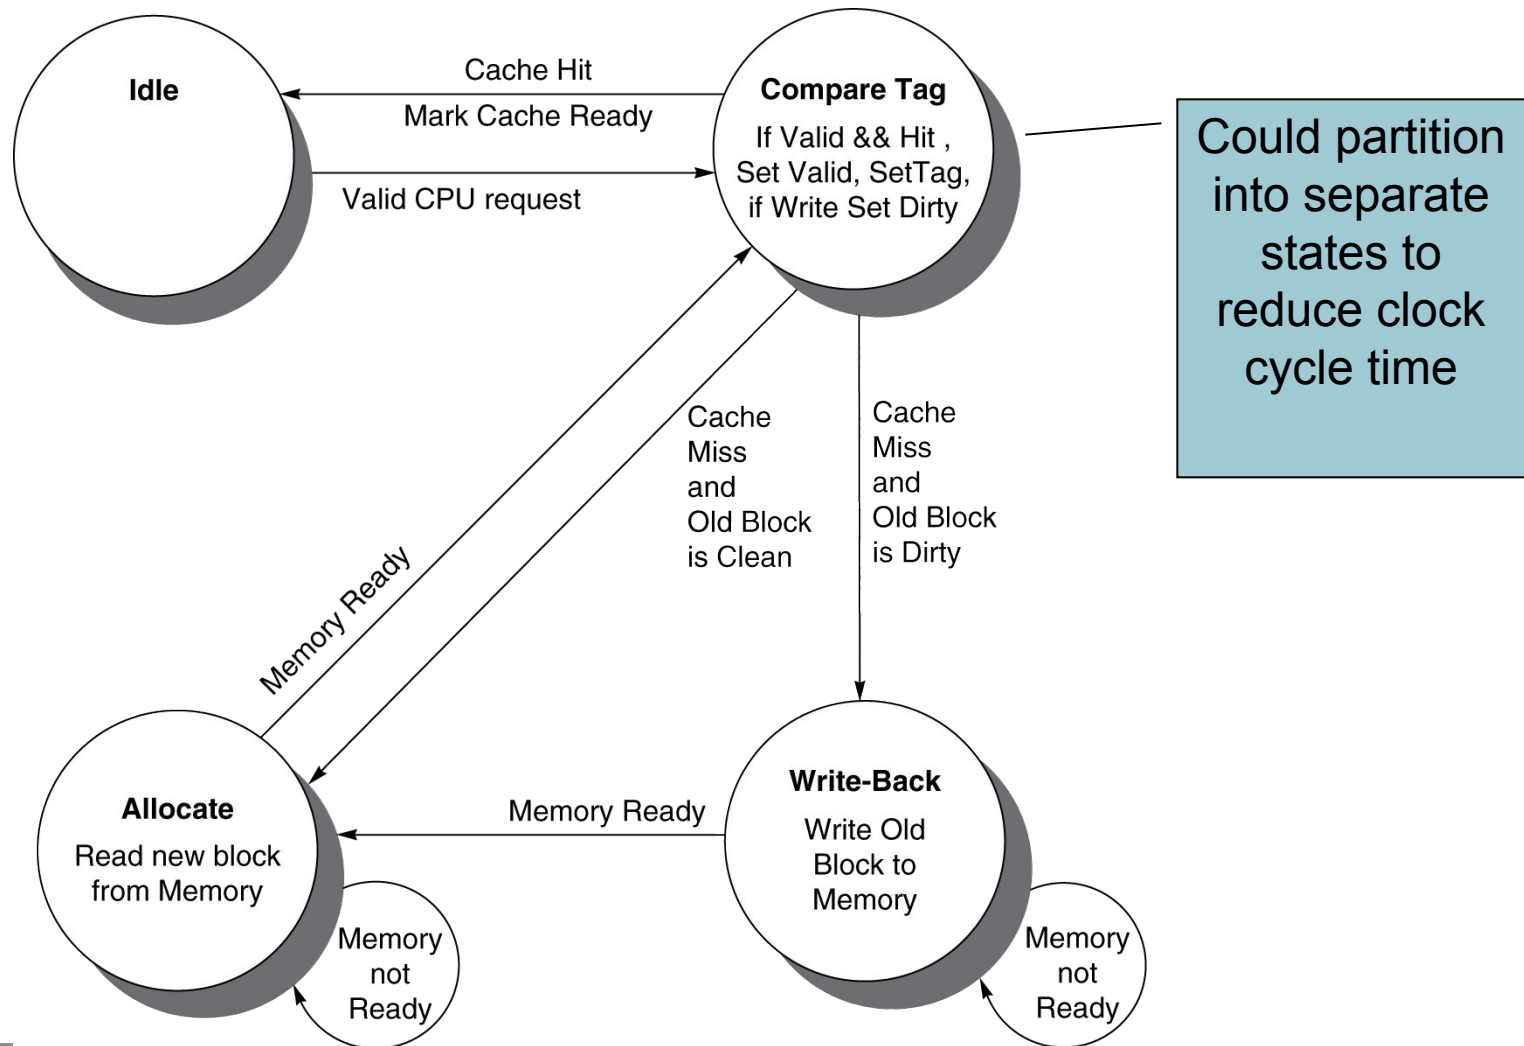 Idle
Cache Hit
Mark Cache Ready
Valid CPU request
Compare Tag
If Valid && Hit ,
Set Valid, SetTag,
if Write Set Dirty
Could partition
into separate
states to
reduce clock
cycle time
Cache
Miss
and
Old Block
is Clean
Cache
Miss
and
Old Block
is Dirty
Memory Ready
Allocate
Read new block
from Memory
Memory Ready
Write-Back
Write Old
Block to
Memory
Memory
not
Ready
Memory
not
Ready